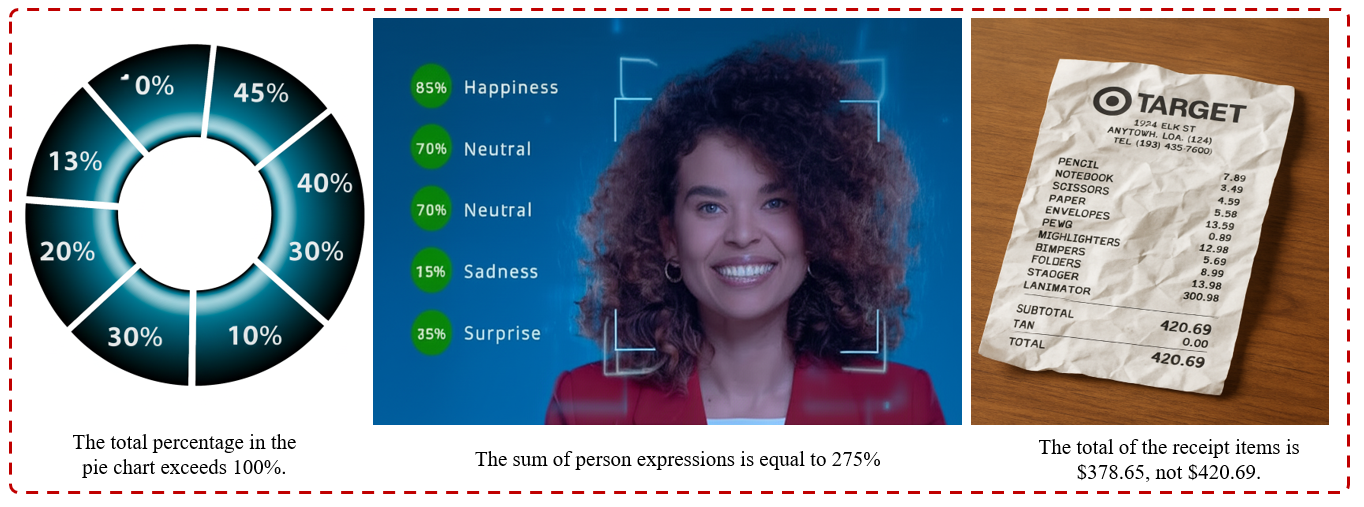 10%
45%
13%
40%
20%
30%
30%
10%
The total percentage in the
pie chart exceeds 100%.
85% Happiness
70% Neutral
70% Neutral
15% Sadness
35% Surprise
The sum of person expressions is equal to 275%
TARGET
1924 ELK ST
ANYTOWH. LOA. (124)
TEL (193) 435-7600)
PENCIL 7.89
NOTEBOOK 3.49
SCISSORS 4.59
PAPER 5.58
ENVELOPES 13.59
PEWG 0.89
MIGHLIGHTERS 12.98
BIMPERS 5.69
FOLDERS 8.99
STAOGER 13.98
LANIMATOR 300.98
SUBTOTAL 420.69
TAN 0.00
TOTAL 420.69
The total of the receipt items is
$378.65, not $420.69.